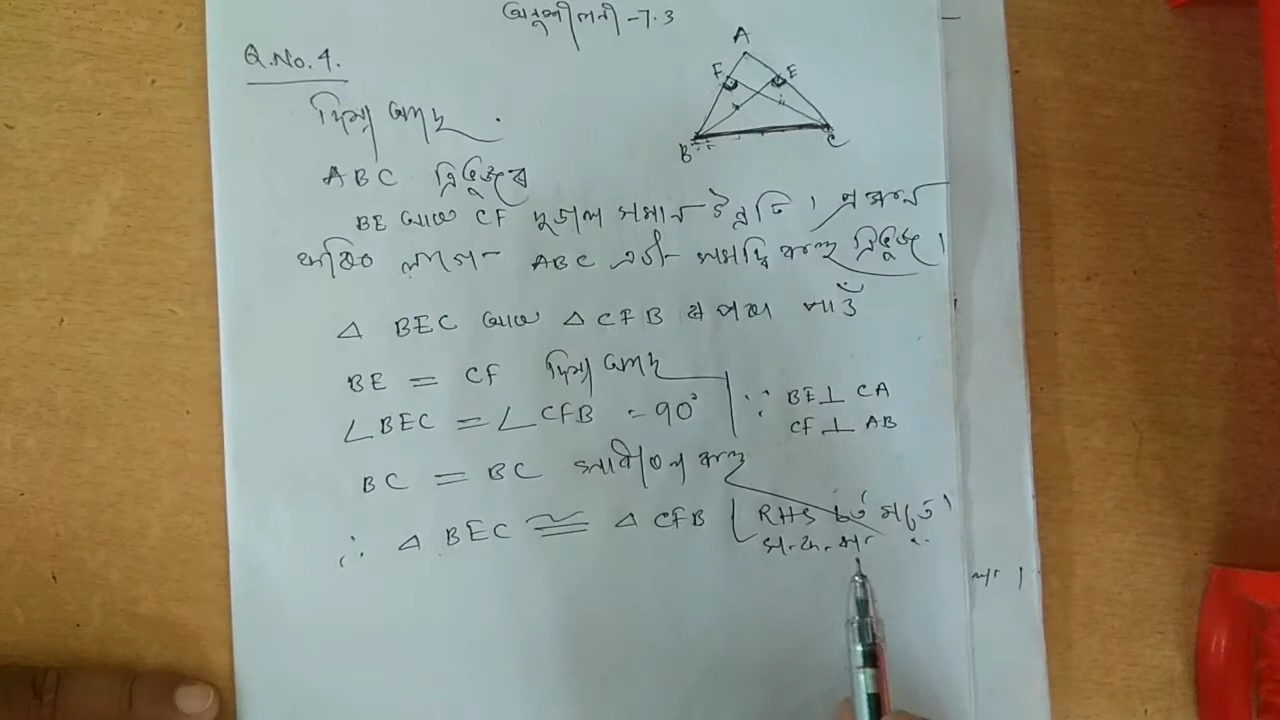 অনুশীলনী - 7.3
Q.No. 4.
দিয়া আছে
A
F E
B C
ABC ত্ৰিভুজৰ
BE আৰু CF দুডাল সমান উন্নতি। প্ৰমাণ
কৰিব লাগে - ABC এটা সমদ্বিবাহু ত্ৰিভুজ।
△ BEC আৰু △ CFB ৰ পৰা পাওঁ
BE = CF দিয়া আছে
∠BEC = ∠CFB = 90° ∵ BE ⊥ CA
CF ⊥ AB
BC = BC সাধাৰণ বাহু
∴ △ BEC ≅ △ CFB RHS চৰ্ত মতে।